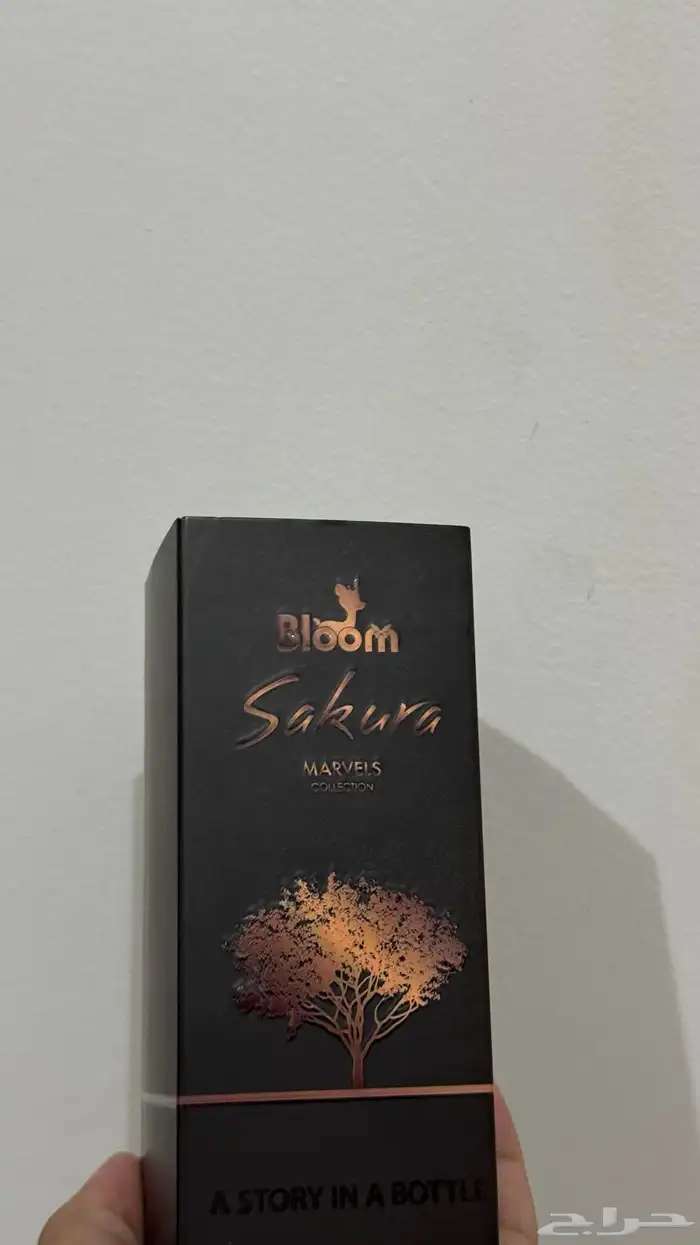 Bloom
Sakura
MARVELS
COLLECTION
A STORY IN A BOTTLE
حراج